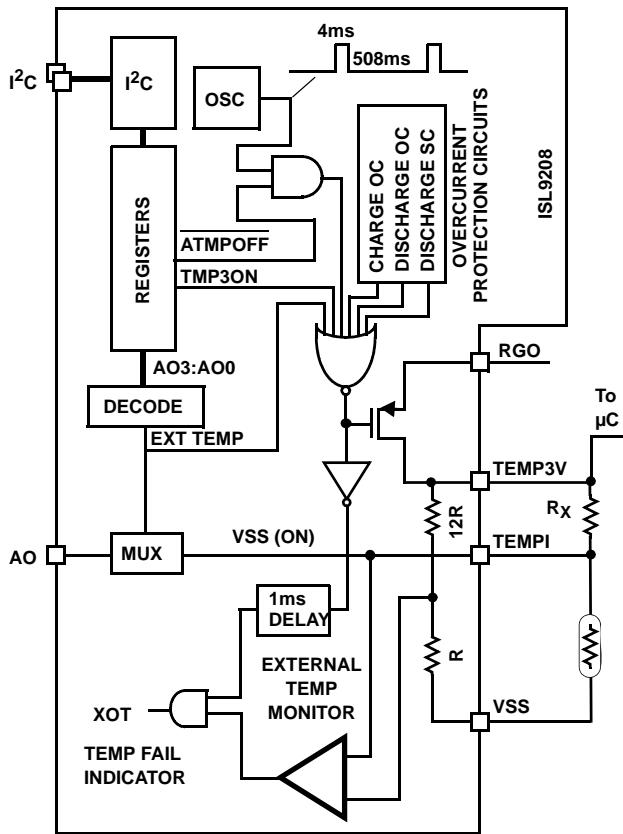 4ms
508ms
I²C
I²C
OSC
CHARGE OC
DISCHARGE OC
DISCHARGE SC
OVERCURRENT
PROTECTION CIRCUITS
ISL9208
REGISTERS
ATMPOFF
TMP3ON
AO3:AO0
RGO
DECODE
EXT TEMP
To
µC
TEMP3V
12R
RX
AO
MUX
VSS (ON)
TEMPI
1ms
DELAY
R
EXTERNAL
TEMP
MONITOR
XOT
VSS
TEMP FAIL
INDICATOR